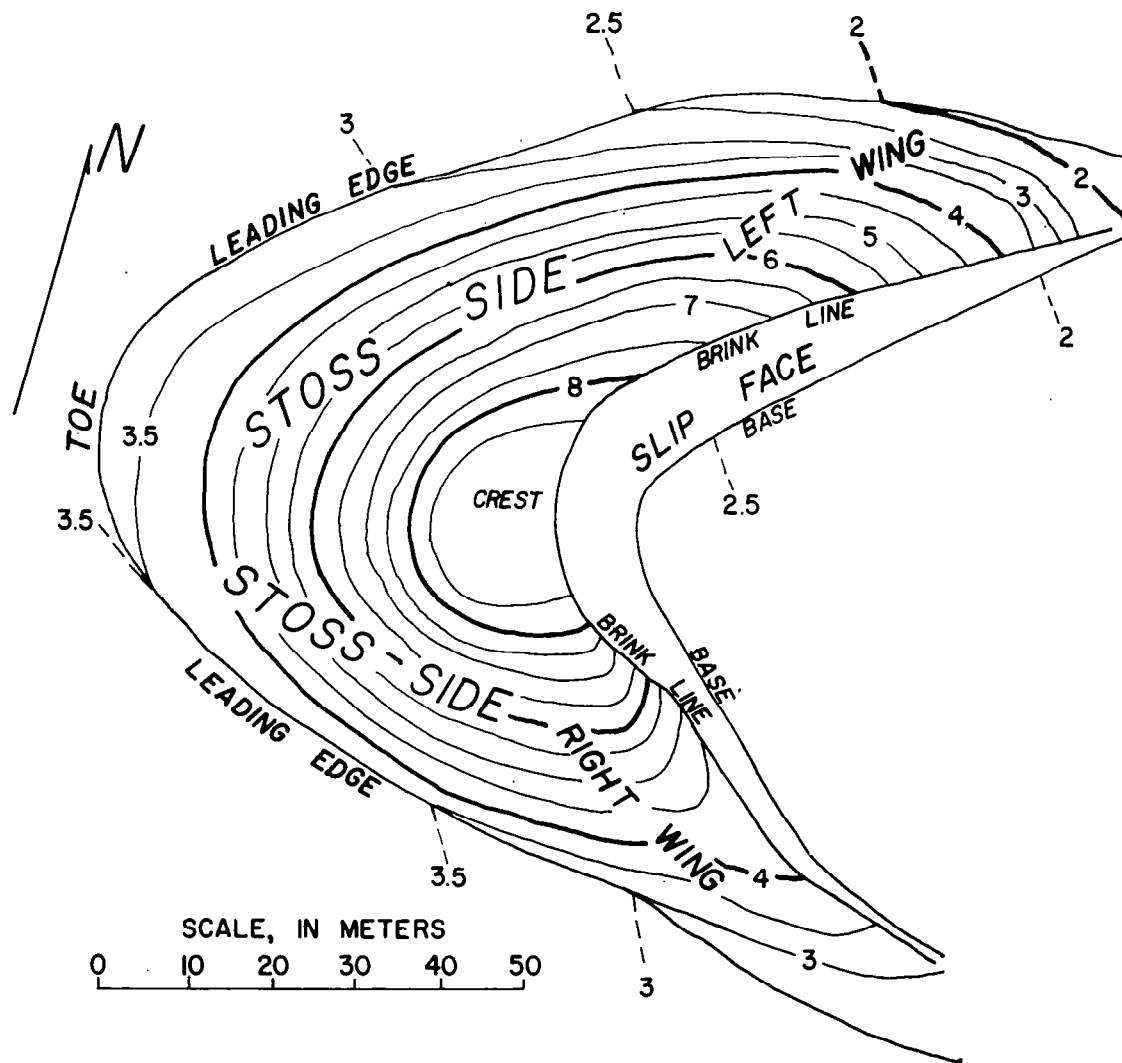 2.5
2
N
3
LEADING EDGE
WING
3
2
LEFT
4
5
STOSS SIDE
6
7
BRINK LINE
2
8
SLIP FACE
BASE
TOE
3.5
CREST
2.5
3.5
STOSS-SIDE-RIGHT WING
BRINK LINE
BASE
LEADING EDGE
3.5
4
3
3
SCALE, IN METERS
0 10 20 30 40 50